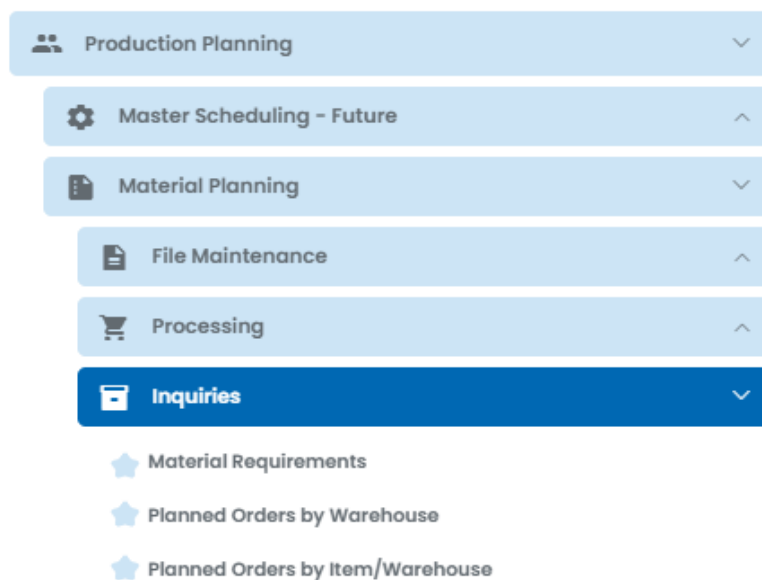 Production Planning
Master Scheduling - Future
Material Planning
File Maintenance
Processing
Inquiries
Material Requirements
Planned Orders by Warehouse
Planned Orders by Item/Warehouse